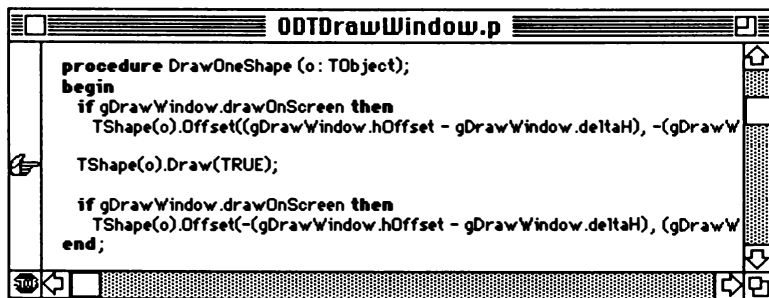 ODTDrawWindow.p
procedure DrawOneShape (o : TObject);
begin
if gDrawWindow.drawOnScreen then
TShape(o).Offset((gDrawWindow.hOffset - gDrawWindow.deltaH), -(gDrawW
TShape(o).Draw(TRUE);
if gDrawWindow.drawOnScreen then
TShape(o).Offset(-(gDrawWindow.hOffset - gDrawWindow.deltaH), (gDrawW
end;
STOP